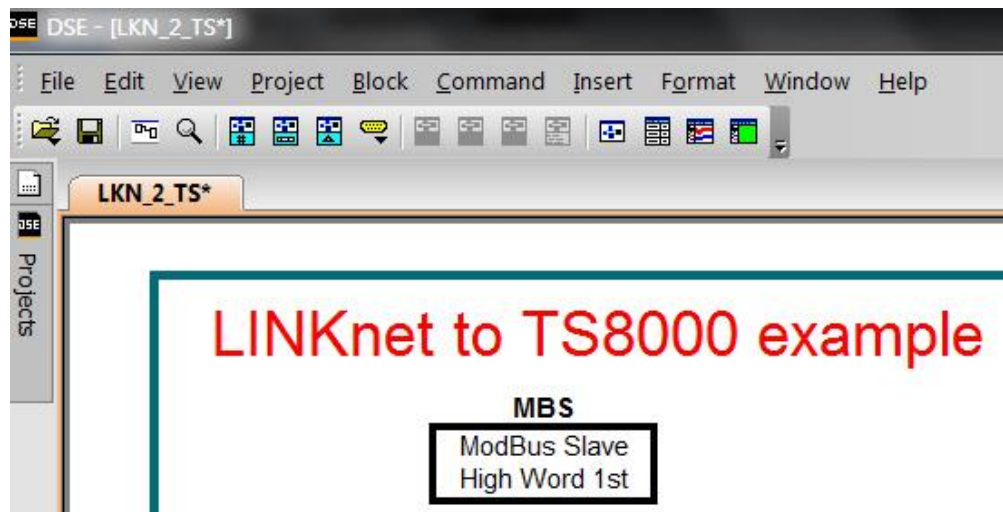 DSE DSE - [LKN_2_TS*]
File Edit View Project Block Command Insert Format Window Help
LKN_2_TS*
DSE
Projects
LINKnet to TS8000 example
MBS
ModBus Slave
High Word 1st